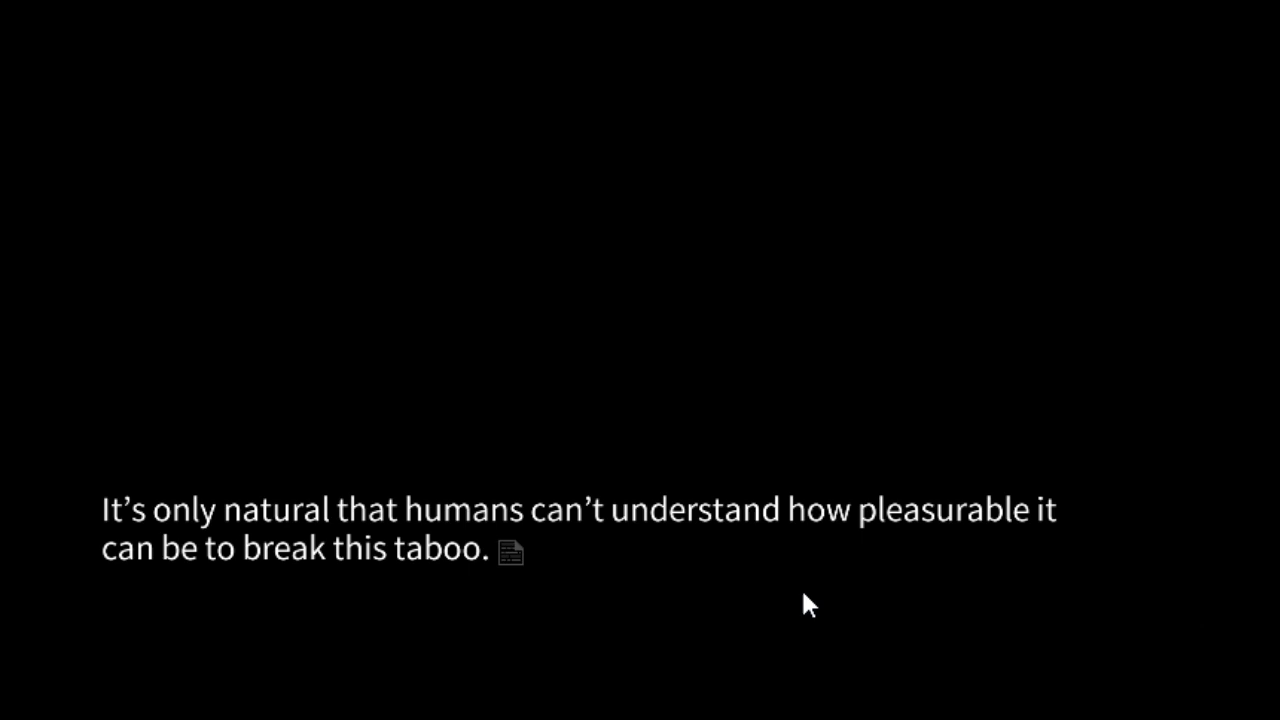 It’s only natural that humans can’t understand how pleasurable it
can be to break this taboo.